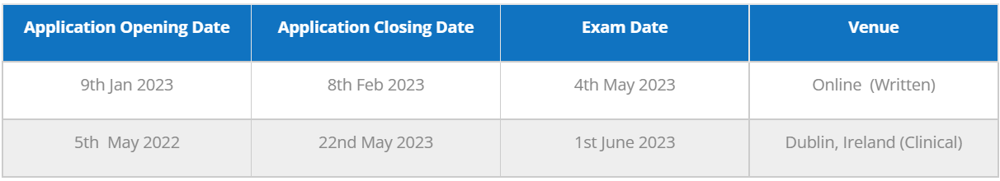 Application Opening Date Application Closing Date Exam Date Venue
9th Jan 2023 8th Feb 2023 4th May 2023 Online (Written)
5th May 2022 22nd May 2023 1st June 2023 Dublin, Ireland (Clinical)